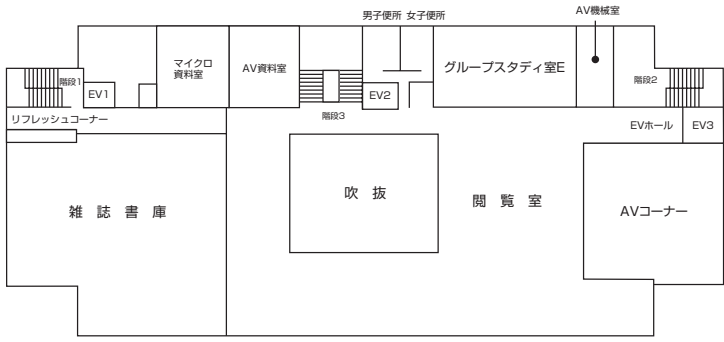 男子便所 女子便所
AV機械室
マイクロ
資料室
AV資料室
グループスタディ室E
階段1
EV1
EV2
階段2
階段3
リフレッシュコーナー
EVホール
EV3
雑誌書庫
吹抜
閲覧室
AVコーナー